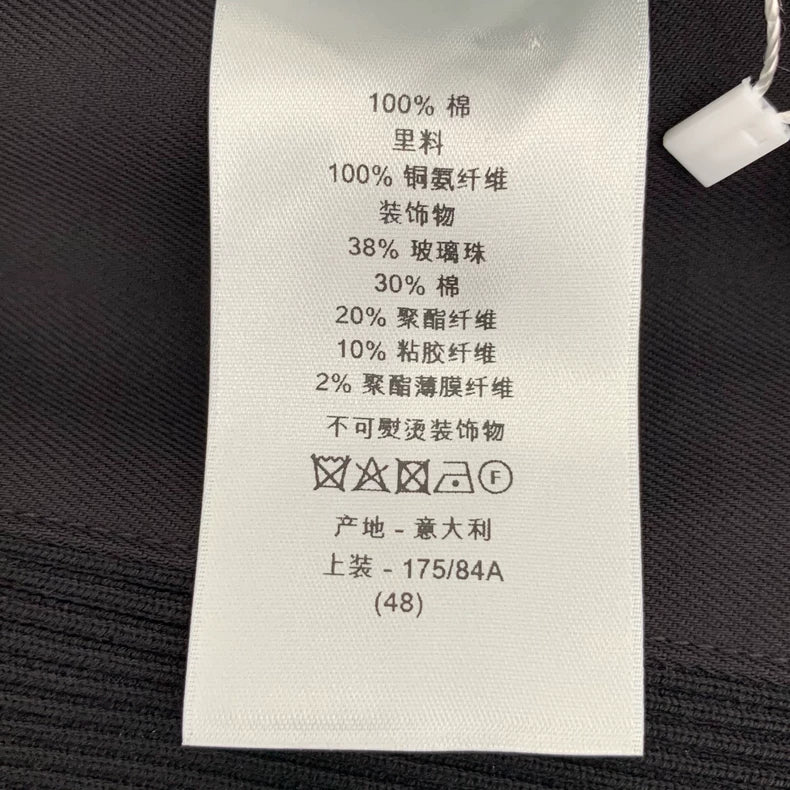 100% 棉
里料
100% 铜氨纤维
装饰物
38% 玻璃珠
30% 棉
20% 聚酯纤维
10% 粘胶纤维
2% 聚酯薄膜纤维
不可熨烫装饰物
F
产地 - 意大利
上装 - 175/84A
(48)